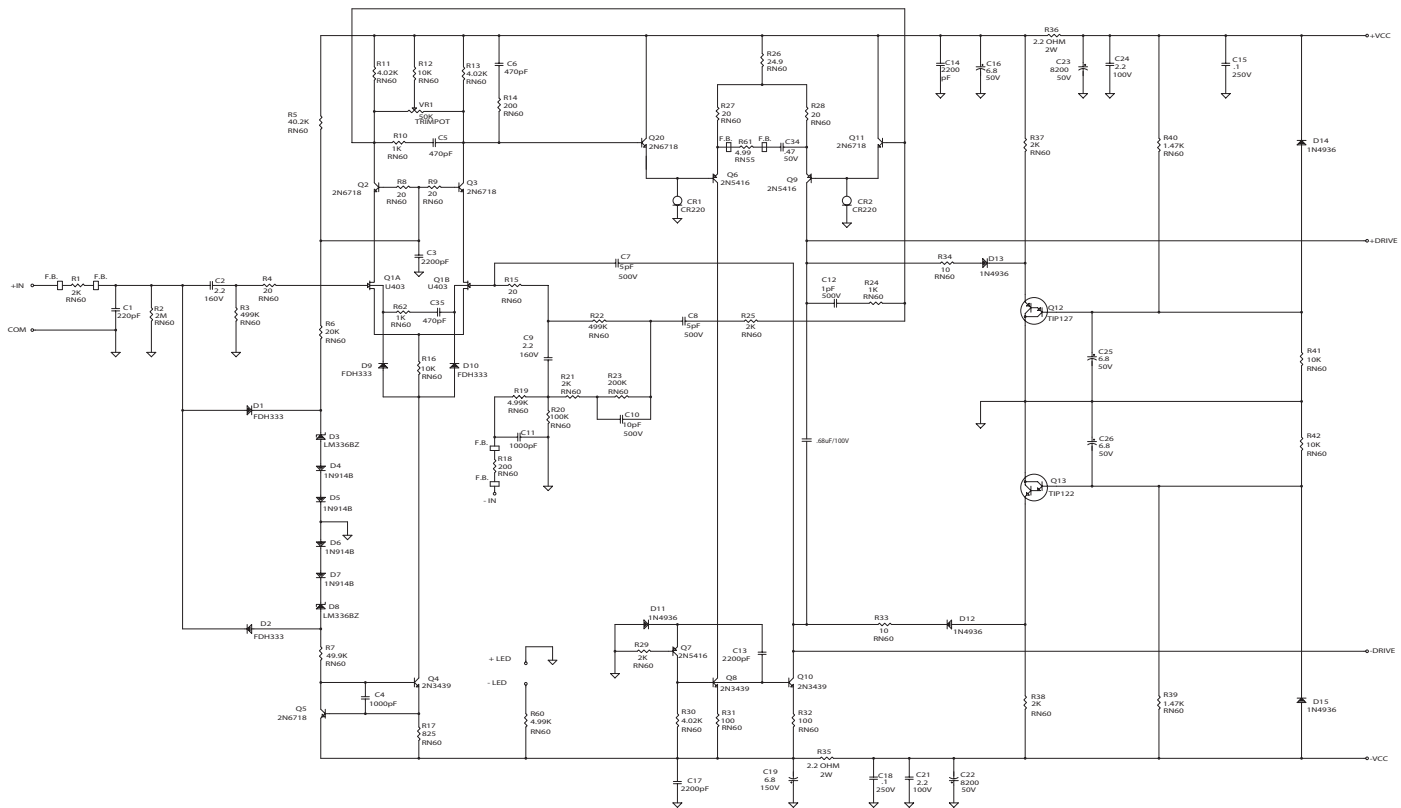 +VCC
R36
2.2 OHM
2W
R26
24.9
RN60
C14
2200
pF
C16
6.8
50V
C23
8200
50V
C24
2.2
100V
C15
.1
250V
R11
4.02K
RN60
R12
10K
RN60
R13
4.02K
RN60
C6
470pF
VR1
50K
TRIMPOT
R14
200
RN60
R27
20
RN60
R28
20
RN60
R5
40.2K
RN60
R10
1K
RN60
C5
470pF
Q20
2N6718
F.B.
R61
4.99
RN55
F.B.
C34
.47
50V
Q11
2N6718
R37
2K
RN60
R40
1.47K
RN60
D14
1N4936
Q2
2N6718
R8
20
RN60
R9
20
RN60
Q3
2N6718
Q6
2N5416
Q9
2N5416
CR1
CR220
CR2
CR220
+DRIVE
C3
2200pF
C7
5pF
500V
R34
10
RN60
D13
1N4936
+IN
F.B.
R1
2K
RN60
F.B.
C2
2.2
160V
R4
20
RN60
Q1A
U403
Q1B
U403
R15
20
RN60
C12
1pF
500V
R24
1K
RN60
C1
220pF
R2
2M
RN60
R3
499K
RN60
R62
1K
RN60
C35
470pF
Q12
TIP127
COM
R6
20K
RN60
R22
499K
RN60
C8
5pF
500V
R25
2K
RN60
C9
2.2
160V
D9
FDH333
R16
10K
RN60
D10
FDH333
C25
6.8
50V
R41
10K
RN60
R19
4.99K
RN60
R21
2K
RN60
R23
200K
RN60
R20
100K
RN60
C10
10pF
500V
D1
FDH333
C11
1000pF
F.B.
R18
200
RN60
F.B.
- IN
D3
LM336BZ
D4
1N914B
D5
1N914B
.68uF/100V
C26
6.8
50V
R42
10K
RN60
Q13
TIP122
D6
1N914B
D7
1N914B
D8
LM336BZ
D2
FDH333
D11
1N4936
R33
10
RN60
D12
1N4936
R7
49.9K
RN60
R29
2K
RN60
Q7
2N5416
C13
2200pF
-DRIVE
+ LED
- LED
Q4
2N3439
Q8
2N3439
Q10
2N3439
C4
1000pF
Q5
2N6718
R17
825
RN60
R60
4.99K
RN60
R30
4.02K
RN60
R31
100
RN60
R32
100
RN60
R38
2K
RN60
R39
1.47K
RN60
D15
1N4936
R35
2.2 OHM
2W
-VCC
C17
2200pF
C19
6.8
150V
C18
.1
250V
C21
2.2
100V
C22
8200
50V